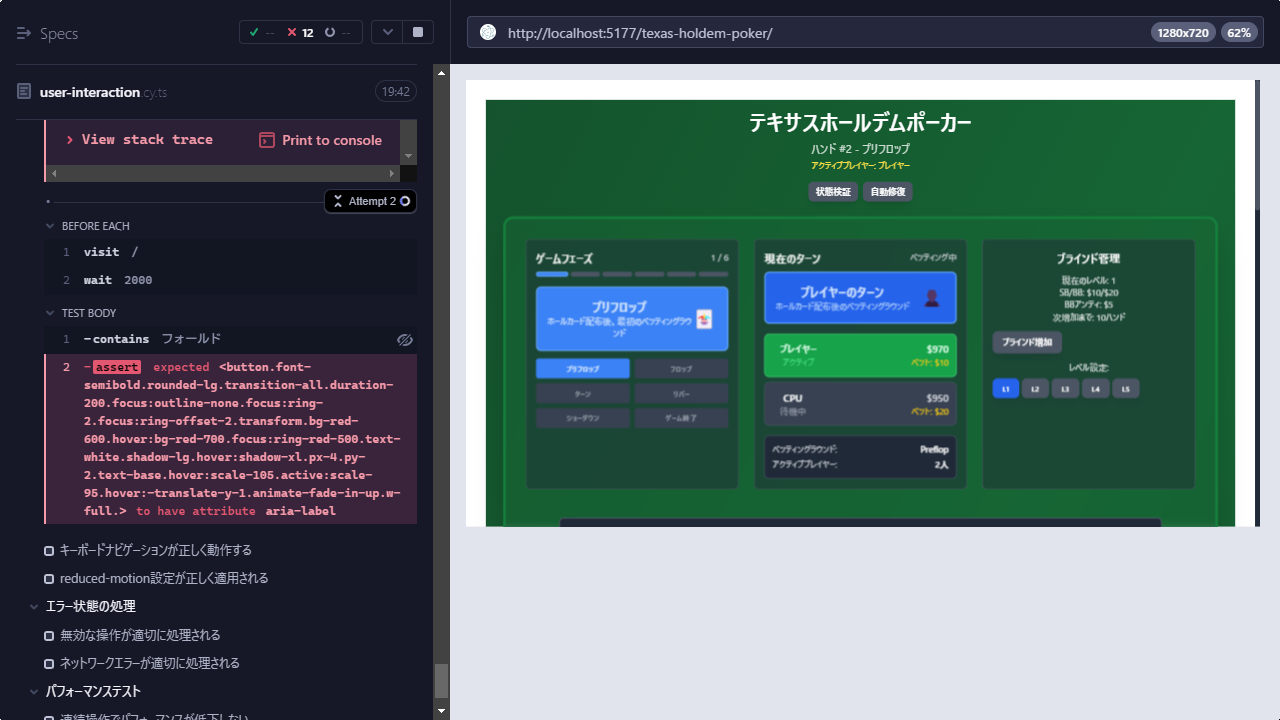 Specs
-- 12 --
user-interaction.cy.ts 19:42
View stack trace
Print to console
Attempt 2
BEFORE EACH
1 visit /
2 wait 2000
TEST BODY
1 -contains フォールド
2 -assert expected <button.font-
semibold.rounded-lg.transition-all.duration-
200.focus:outline-none.focus:ring-
2.focus:ring-offset-2.transform.bg-red-
600.hover:bg-red-700.focus:ring-red-500.text-
white.shadow-lg.hover:shadow-xl.px-4.py-
2.text-base.hover:scale-105.active:scale-
95.hover:-translate-y-1.animate-fade-in-up.w-
full.> to have attribute aria-label
キーボードナビゲーションが正しく動作する
reduced-motion設定が正しく適用される
エラー状態の処理
無効な操作が適切に処理される
ネットワークエラーが適切に処理される
パフォーマンステスト
連続操作でパフォーマンスが低下しない
http://localhost:5177/texas-holdem-poker/
1280x720
62%
テキサスホールデムポーカー
ハンド #2 - プリフロップ
アクティブプレイヤー: プレイヤー
状態検証
自動修復
ゲームフェーズ 1 / 6
プリフロップ
ホールカード配布後、最初のベッティングラウ
ンド
プリフロップ
フロップ
ターン
リバー
ショーダウン
ゲーム終了
現在のターン ベッティング中
プレイヤーのターン
ホールカード配布後のベッティングラウンド
プレイヤー $970
アクティブ ベット: $10
CPU $950
待機中 ベット: $20
ベッティングラウンド: Preflop
アクティブプレイヤー: 2人
ブラインド管理
現在のレベル: 1
SB/BB: $10/$20
BBアンティ: $5
次増加まで: 10ハンド
ブラインド増加
レベル設定:
L1
L2
L3
L4
L5